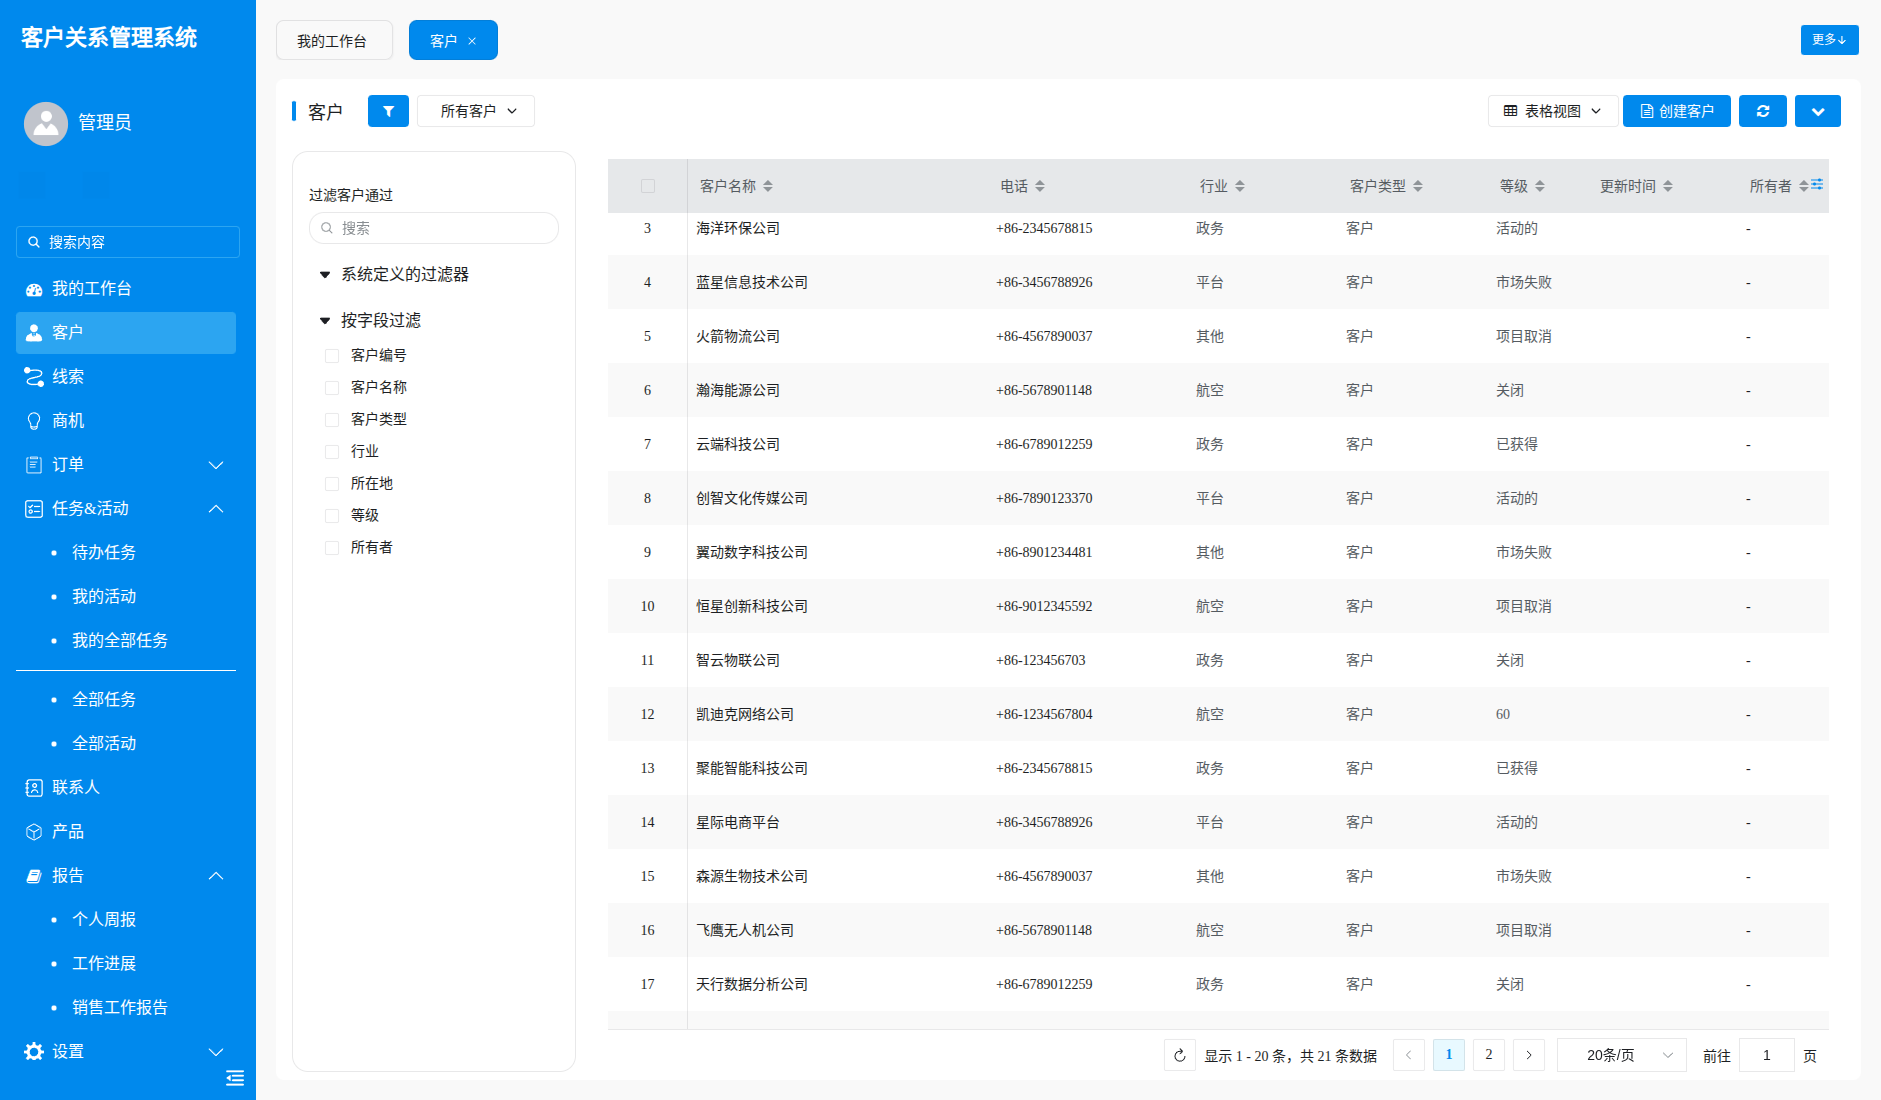 客户关系管理系统
管理员
搜索内容
我的工作台
客户
线索
商机
订单
任务&活动
待办任务
我的活动
我的全部任务
全部任务
全部活动
联系人
产品
报告
个人周报
工作进展
销售工作报告
设置
我的工作台 客户 更多
客户 所有客户 表格视图 创建客户
过滤客户通过
搜索
系统定义的过滤器
按字段过滤
客户编号
客户名称
客户类型
行业
所在地
等级
所有者
客户名称 电话 行业 客户类型 等级 更新时间 所有者
3 海洋环保公司 +86-2345678815 政务 客户 活动的 -
4 蓝星信息技术公司 +86-3456788926 平台 客户 市场失败 -
5 火箭物流公司 +86-4567890037 其他 客户 项目取消 -
6 瀚海能源公司 +86-5678901148 航空 客户 关闭 -
7 云端科技公司 +86-6789012259 政务 客户 已获得 -
8 创智文化传媒公司 +86-7890123370 平台 客户 活动的 -
9 翼动数字科技公司 +86-8901234481 其他 客户 市场失败 -
10 恒星创新科技公司 +86-9012345592 航空 客户 项目取消 -
11 智云物联公司 +86-123456703 政务 客户 关闭 -
12 凯迪克网络公司 +86-1234567804 航空 客户 60 -
13 聚能智能科技公司 +86-2345678815 政务 客户 已获得 -
14 星际电商平台 +86-3456788926 平台 客户 活动的 -
15 森源生物技术公司 +86-4567890037 其他 客户 市场失败 -
16 飞鹰无人机公司 +86-5678901148 航空 客户 项目取消 -
17 天行数据分析公司 +86-6789012259 政务 客户 关闭 -
显示 1 - 20 条，共 21 条数据 1 2 20条/页 前往 1 页